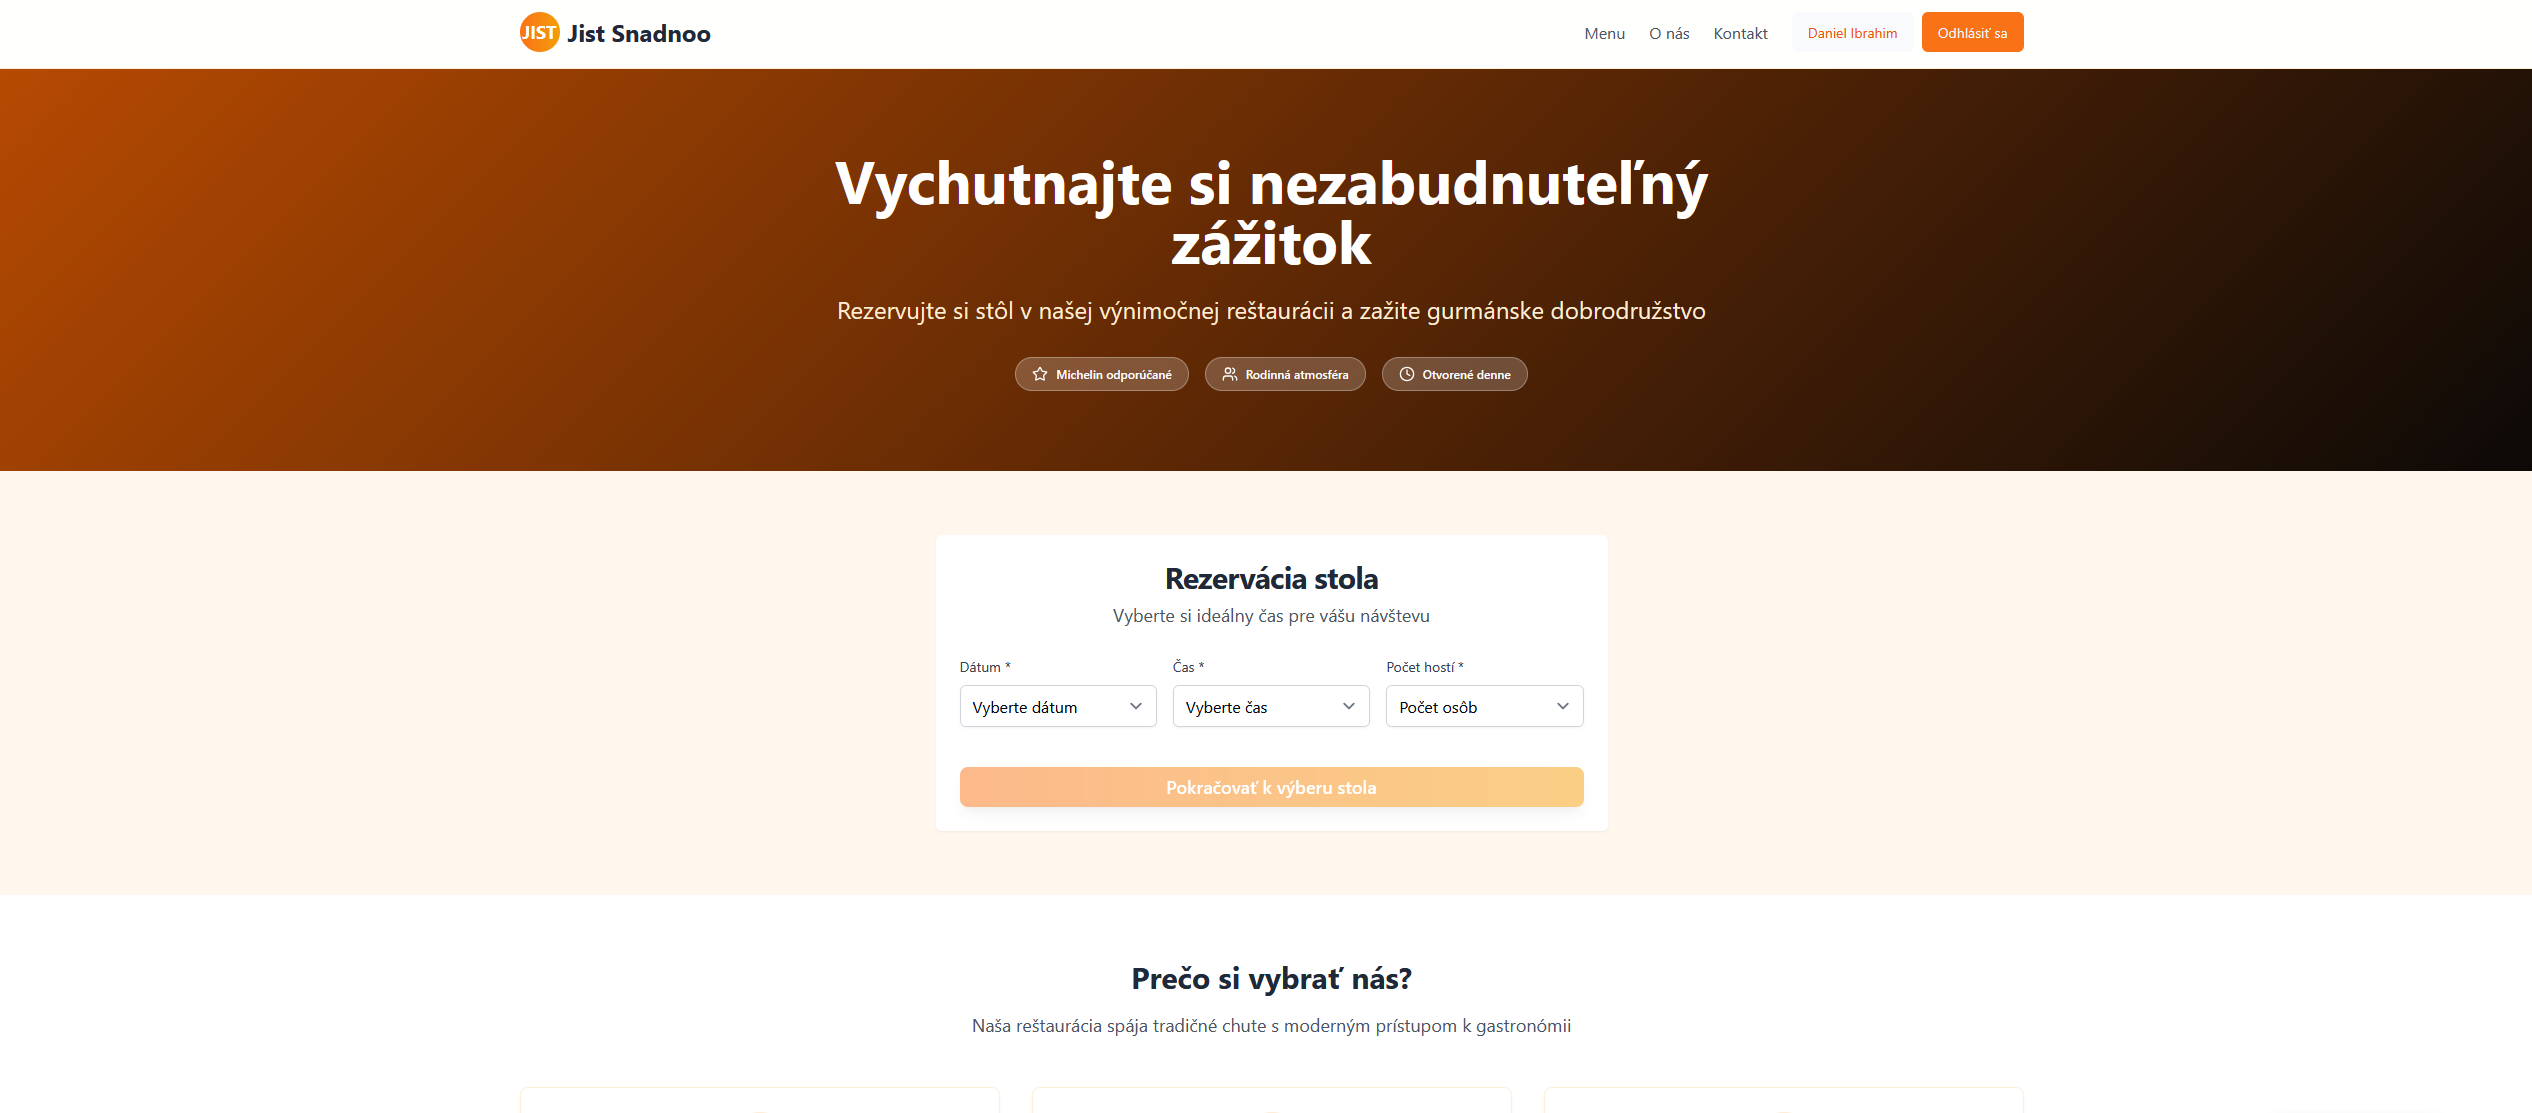 JIST Jist Snadnoo
Menu O nás Kontakt Daniel Ibrahim Odhlásiť sa
Vychutnajte si nezabudnuteľný
zážitok
Rezervujte si stôl v našej výnimočnej reštaurácii a zažite gurmánske dobrodružstvo
Michelin odporúčané Rodinná atmosféra Otvorené denne
Rezervácia stola
Vyberte si ideálny čas pre vášu návštevu
Dátum * Čas * Počet hostí *
Vyberte dátum Vyberte čas Počet osôb
Pokračovať k výberu stola
Prečo si vybrať nás?
Naša reštaurácia spája tradičné chute s moderným prístupom k gastronómii